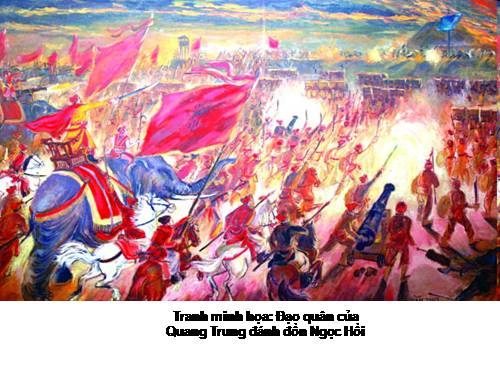 Tranh minh họa: Đạo quân của
Quang Trung đánh đồn Ngọc Hồi